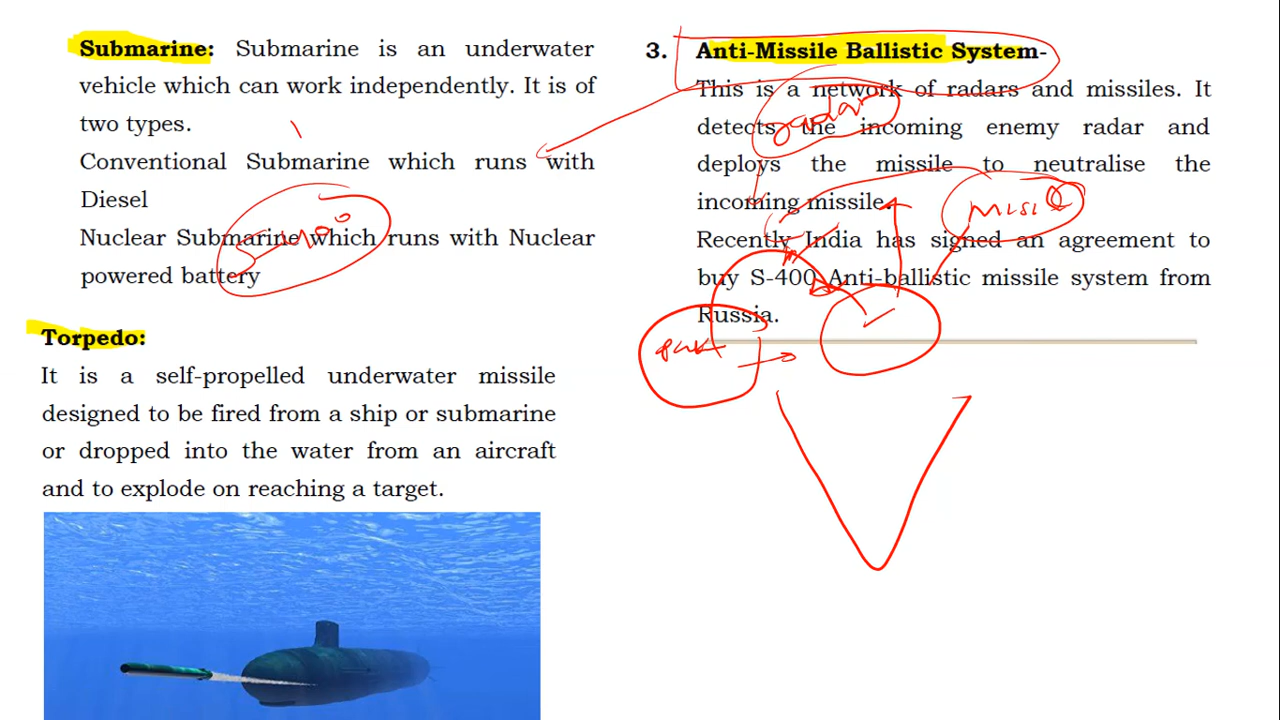 Submarine: Submarine is an underwater
vehicle which can work independently. It is of
two types.
Conventional Submarine which runs with
Diesel
Nuclear Submarine which runs with Nuclear
powered battery
Torpedo:
It is a self-propelled underwater missile
designed to be fired from a ship or submarine
or dropped into the water from an aircraft
and to explode on reaching a target.
3. Anti-Missile Ballistic System-
This is a network of radars and missiles. It
radar
detects the incoming enemy radar and
deploys the missile to neutralise the
incoming missile.
Recently India has signed an agreement to
buy S-400 Anti-ballistic missile system from
Russia.